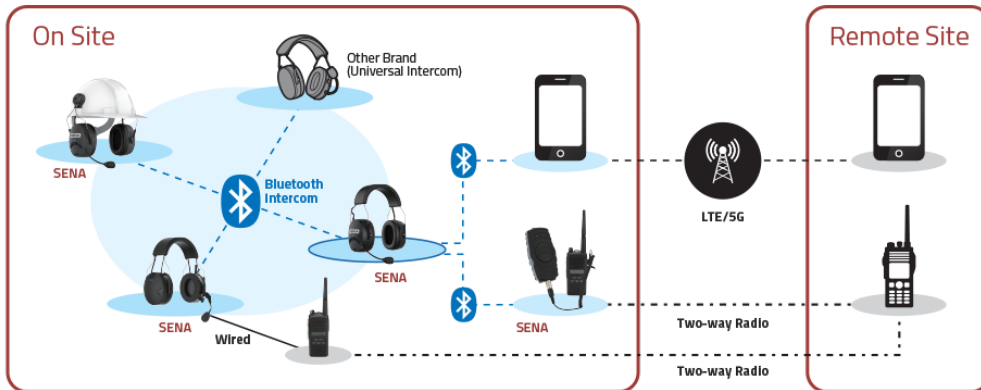 On Site
Remote Site
Other Brand
(Universal Intercom)
SENA
Bluetooth
Intercom
LTE/5G
SENA
SENA
SENA
Wired
Two-way Radio
Two-way Radio